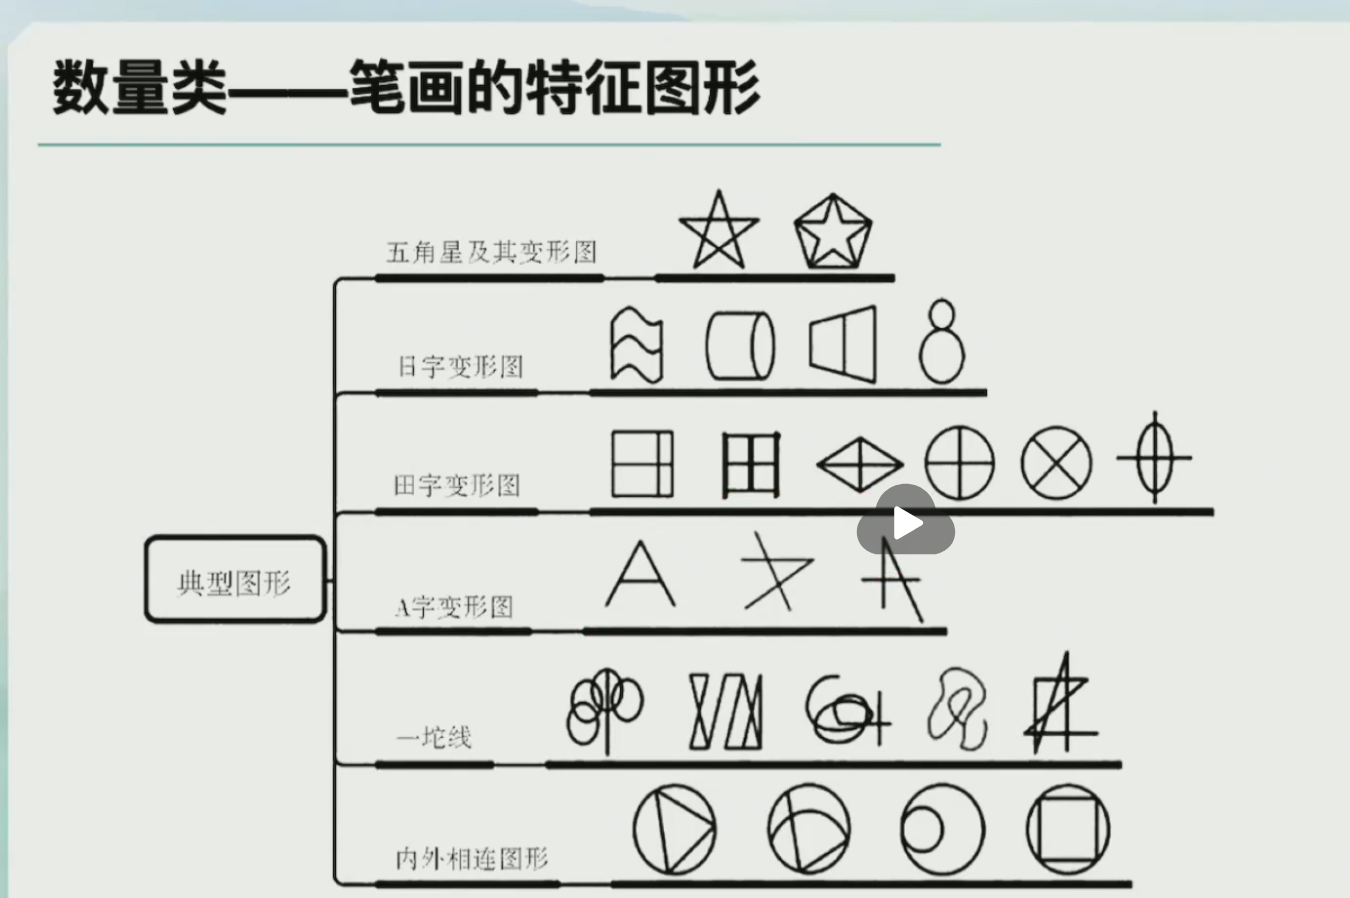 数量类——笔画的特征图形
五角星及其变形图
日字变形图
田字变形图
典型图形
A字变形图
一坨线
内外相连图形